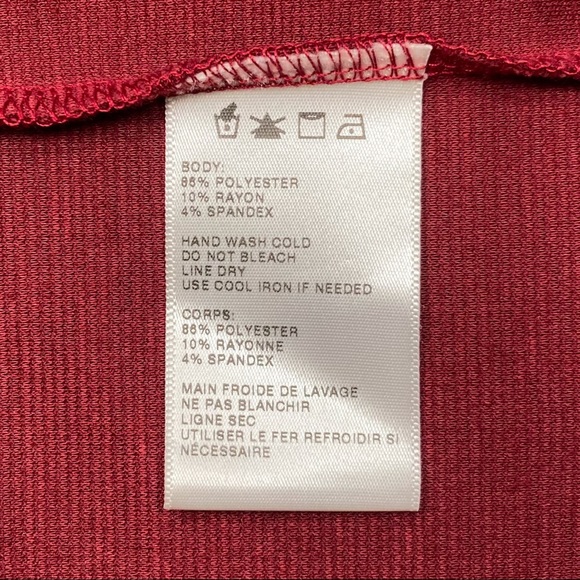 BODY:
86% POLYESTER
10% RAYON
4% SPANDEX
HAND WASH COLD
DO NOT BLEACH
LINE DRY
USE COOL IRON IF NEEDED
CORPS:
86% POLYESTER
10% RAYONNE
4% SPANDEX
MAIN FROIDE DE LAVAGE
NE PAS BLANCHIR
LIGNE SEC
UTILISER LE FER REFROIDIR SI
NÉCESSAIRE